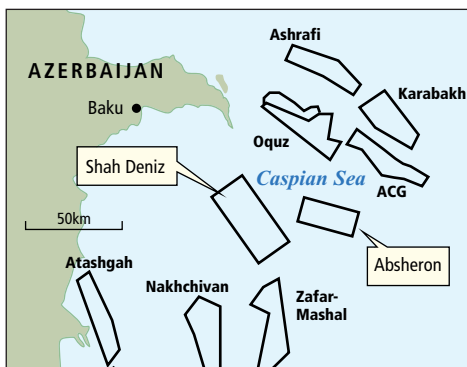 Ashrafi
AZERBAIJAN
Karabakh
Baku
Oquz
Shah Deniz
Caspian Sea
ACG
50km
Absheron
Atashgah
Nakhchivan
Zafar-
Mashal